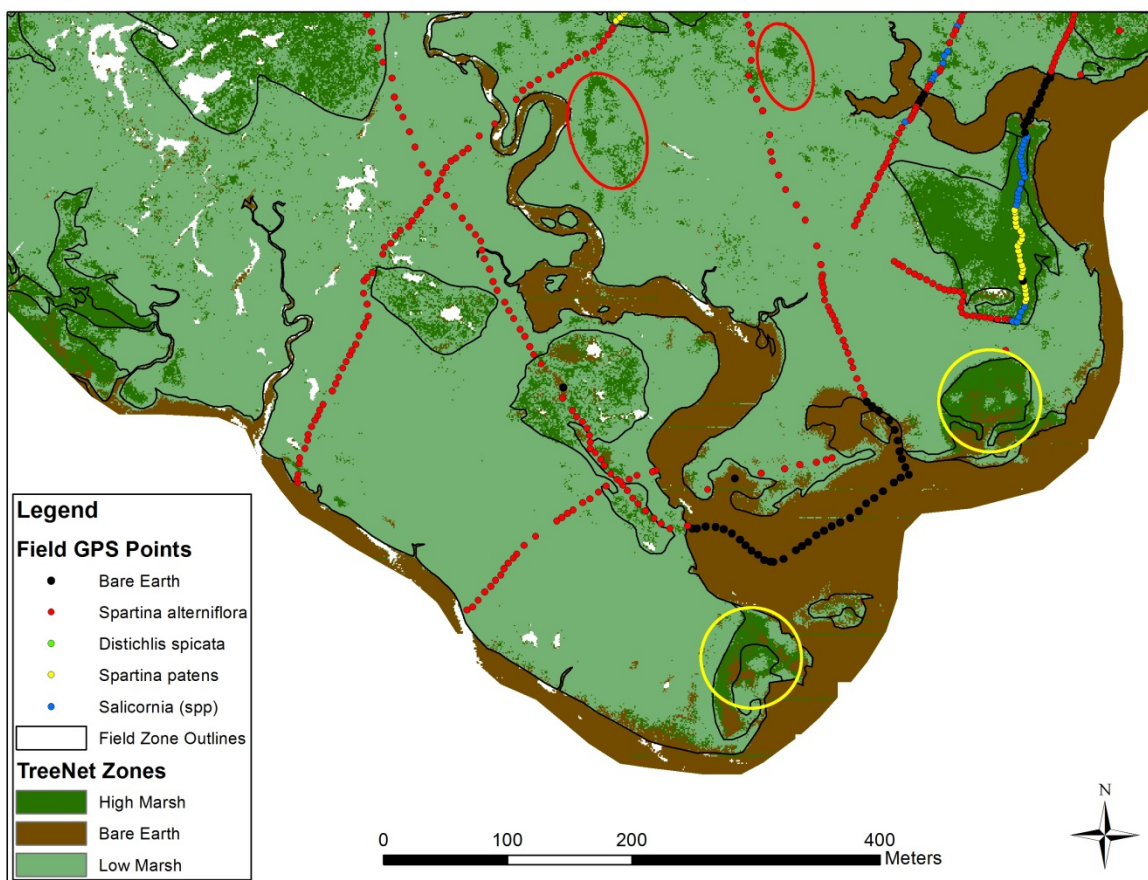 Legend
Field GPS Points
Bare Earth
Spartina alterniflora
Distichlis spicata
Spartina patens
Salicornia (spp)
Field Zone Outlines
TreeNet Zones
High Marsh
Bare Earth
Low Marsh
0 100 200 400
Meters
N